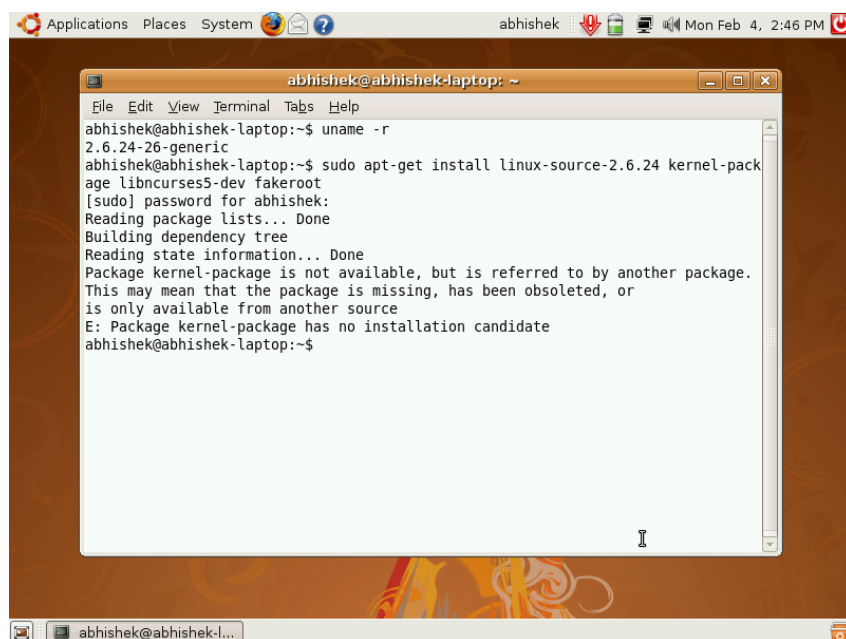 Applications Places System abhishek Mon Feb 4, 2:46 PM
abhishek@abhishek-laptop: ~
File Edit View Terminal Tabs Help
abhishek@abhishek-laptop:~$ uname -r
2.6.24-26-generic
abhishek@abhishek-laptop:~$ sudo apt-get install linux-source-2.6.24 kernel-pack
age libncurses5-dev fakeroot
[sudo] password for abhishek:
Reading package lists... Done
Building dependency tree
Reading state information... Done
Package kernel-package is not available, but is referred to by another package.
This may mean that the package is missing, has been obsoleted, or
is only available from another source
E: Package kernel-package has no installation candidate
abhishek@abhishek-laptop:~$
abhishek@abhishek-l...